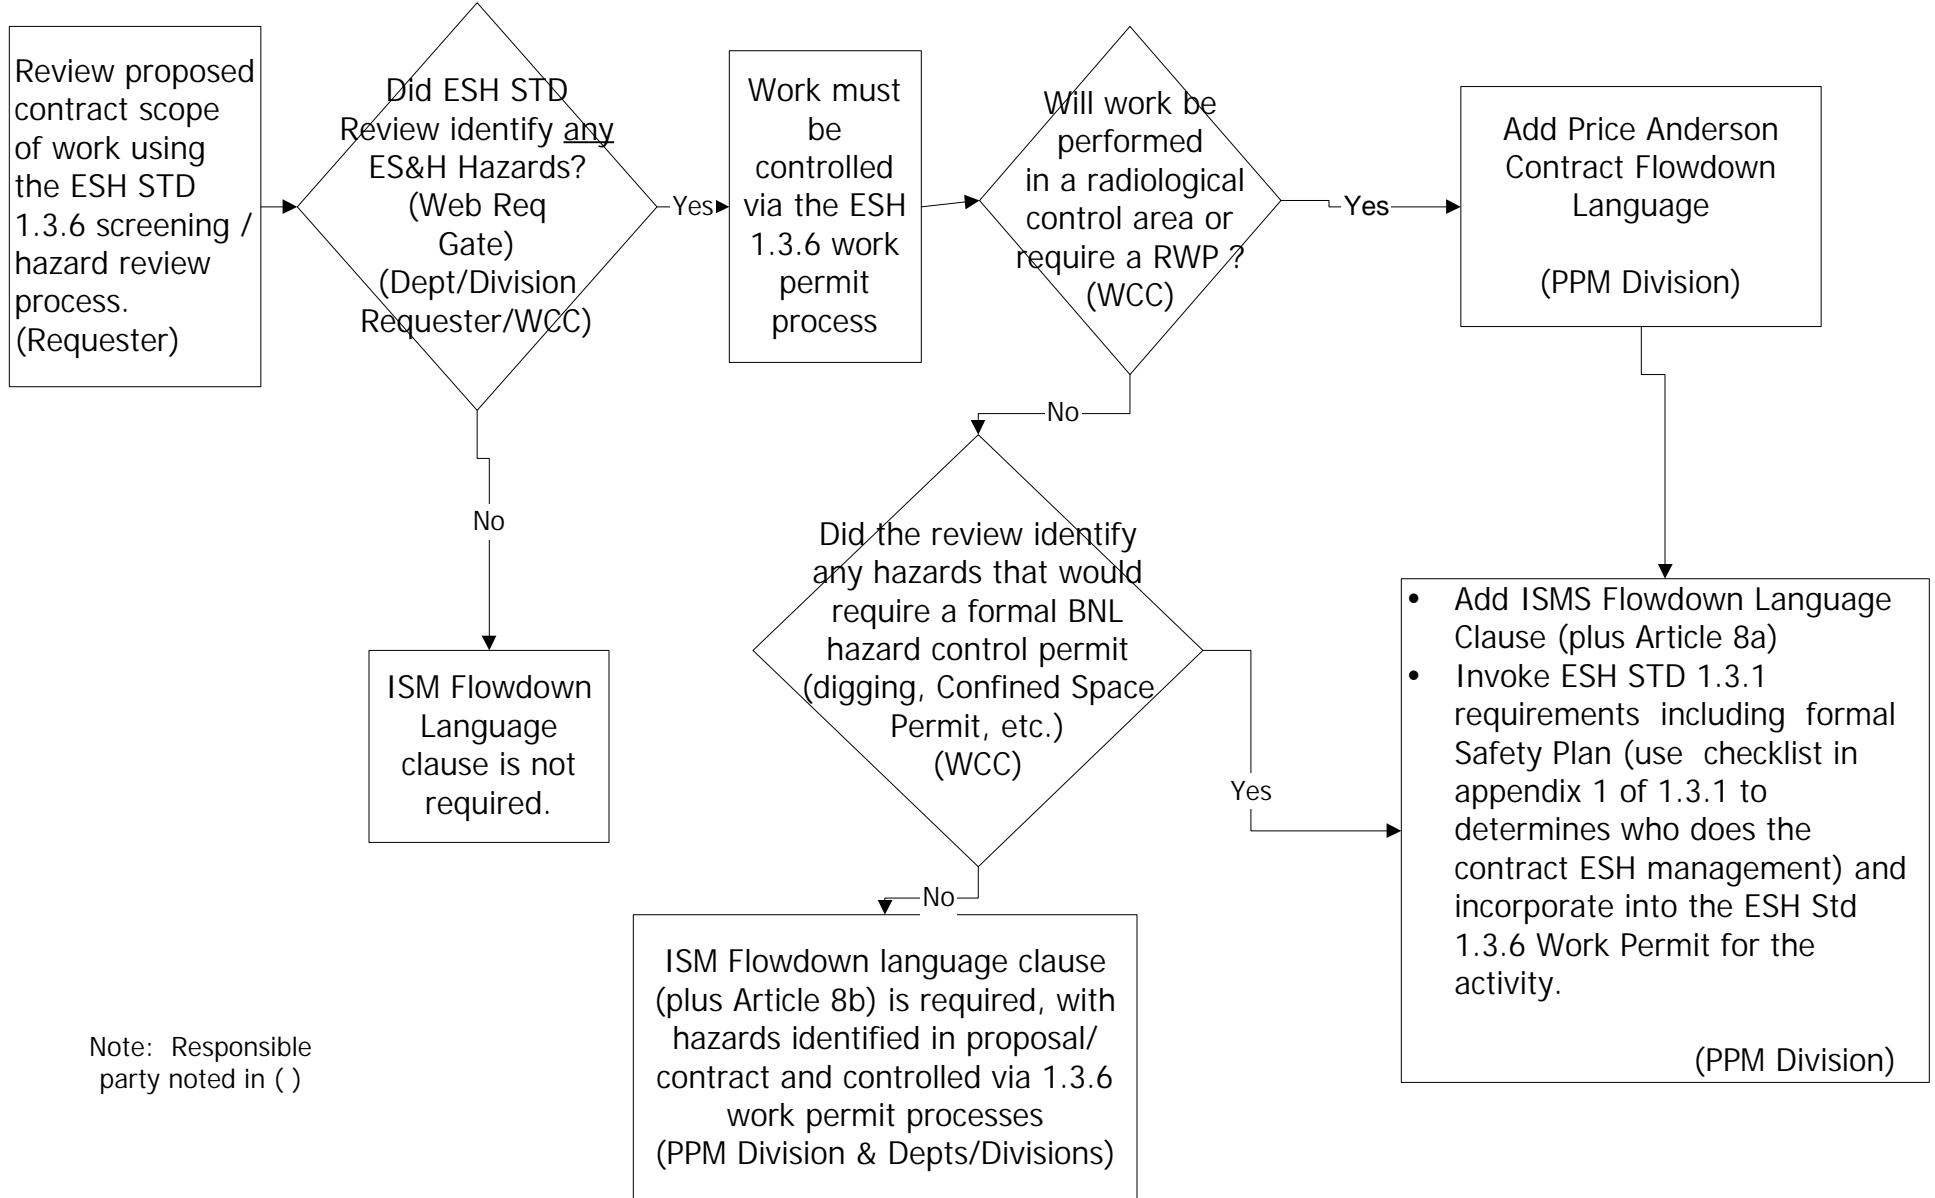 Review proposed
contract scope
of work using
the ESH STD
1.3.6 screening /
hazard review
process.
(Requester)
Did ESH STD
Review identify any
ES&H Hazards?
(Web Req
Gate)
(Dept/Division
Requester/WCC)
Yes
Work must
be
controlled
via the ESH
1.3.6 work
permit
process
Will work be
performed
in a radiological
control area or
require a RWP ?
(WCC)
Yes
Add Price Anderson
Contract Flowdown
Language
(PPM Division)
No
No
ISM Flowdown
Language
clause is not
required.
Did the review identify
any hazards that would
require a formal BNL
hazard control permit
(digging, Confined Space
Permit, etc.)
(WCC)
Yes
• Add ISMS Flowdown Language
Clause (plus Article 8a)
• Invoke ESH STD 1.3.1
requirements including formal
Safety Plan (use checklist in
appendix 1 of 1.3.1 to
determines who does the
contract ESH management) and
incorporate into the ESH Std
1.3.6 Work Permit for the
activity.
(PPM Division)
No
ISM Flowdown language clause
(plus Article 8b) is required, with
hazards identified in proposal/
contract and controlled via 1.3.6
work permit processes
(PPM Division & Depts/Divisions)
Note: Responsible
party noted in ( )